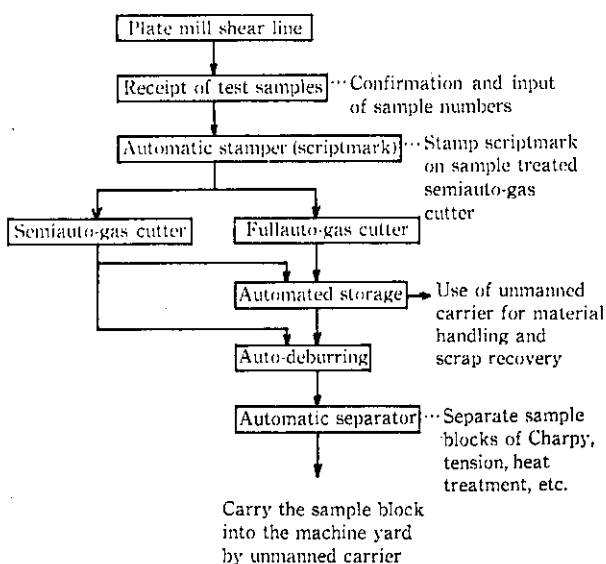 Plate mill shear line
Receipt of test samples
···Confirmation and input
of sample numbers
Automatic stamper (scriptmark)
···Stamp scriptmark
on sample treated
semiauto-gas
cutter
Semiauto-gas cutter
Fullauto-gas cutter
Automated storage
Use of unmanned
carrier for material
handling and
scrap recovery
Auto-deburring
Automatic separator
···Separate sample
blocks of Charpy,
tension, heat
treatment, etc.
Carry the sample block
into the machine yard
by unmanned carrier